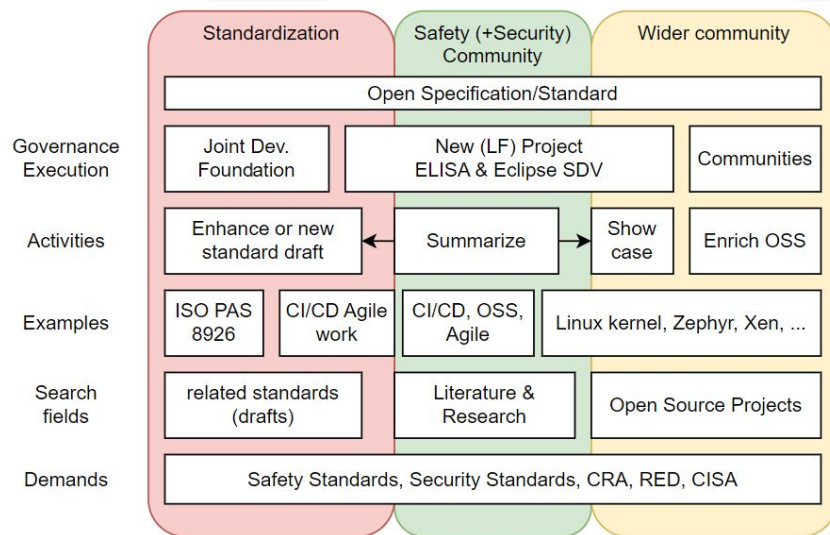 Standardization
Safety (+Security)
Community
Wider community
Open Specification/Standard
Governance
Execution
Joint Dev.
Foundation
New (LF) Project
ELISA & Eclipse SDV
Communities
Activities
Enhance or new
standard draft
Summarize
Show
case
Enrich OSS
Examples
ISO PAS
8926
CI/CD Agile
work
CI/CD, OSS,
Agile
Linux kernel, Zephyr, Xen, ...
Search
fields
related standards
(drafts)
Literature &
Research
Open Source Projects
Demands
Safety Standards, Security Standards, CRA, RED, CISA